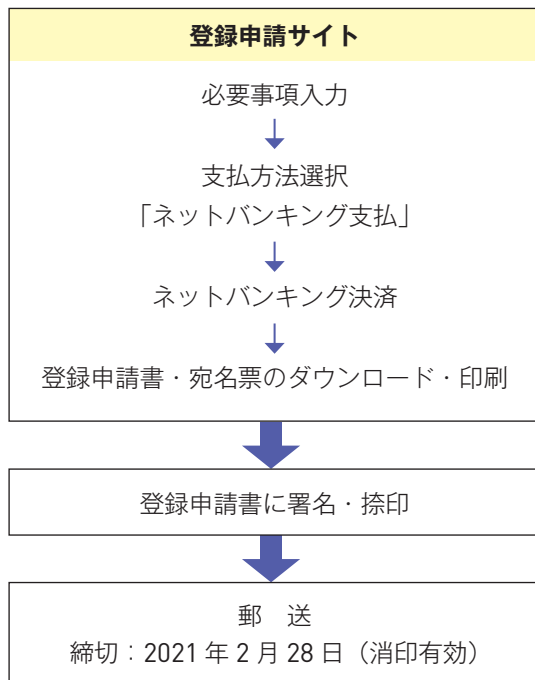 登録申請サイト
必要事項入力
支払方法選択
「ネットバンキング支払」
ネットバンキング決済
登録申請書・宛名票のダウンロード・印刷
登録申請書に署名・捺印
郵　送
締切：2021 年 2 月 28 日（消印有効）